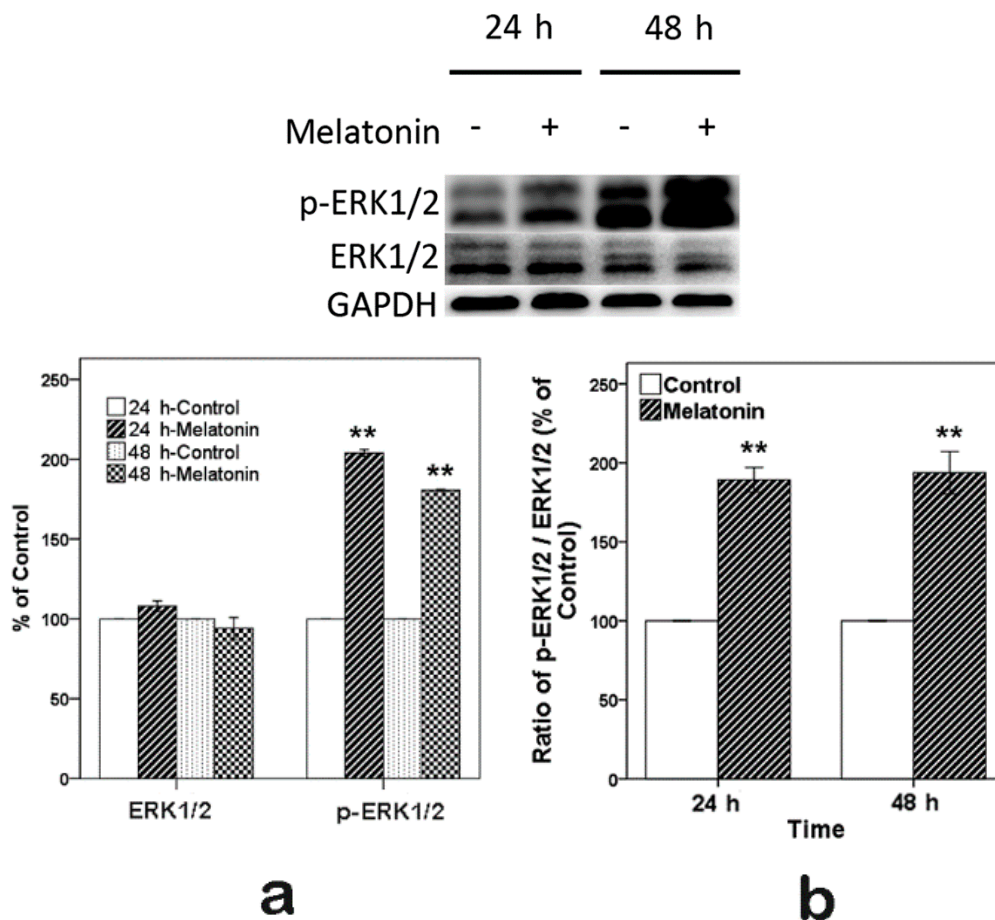 24 h 48 h
Melatonin - + - +
p-ERK1/2
ERK1/2
GAPDH
% of Control
250
200
150
100
50
0
24 h-Control
24 h-Melatonin
48 h-Control
48 h-Melatonin
**
**
ERK1/2 p-ERK1/2
a
Ratio of p-ERK1/2 / ERK1/2 (% of
Control)
250
200
150
100
50
0
Control
Melatonin
**
**
24 h 48 h
Time
b